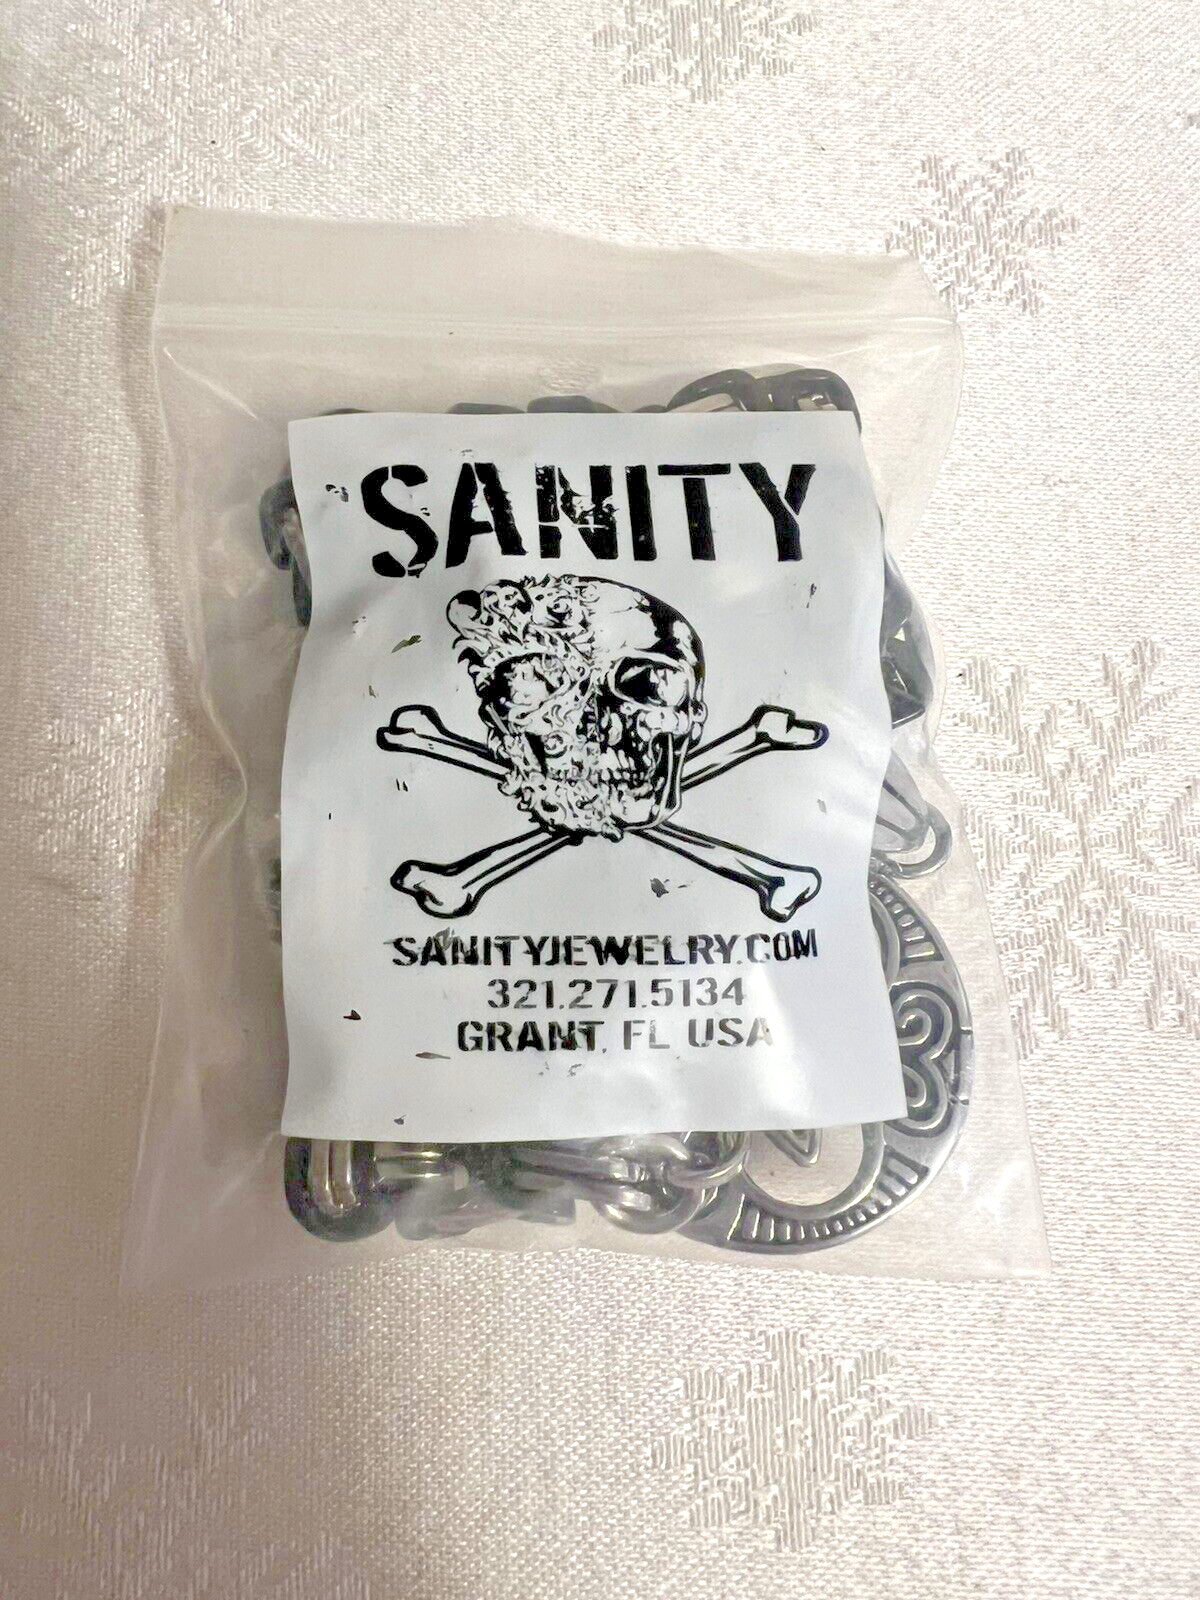 SANITY
SANITYJEWELRY.COM
321.271.5134
GRANT, FL USA